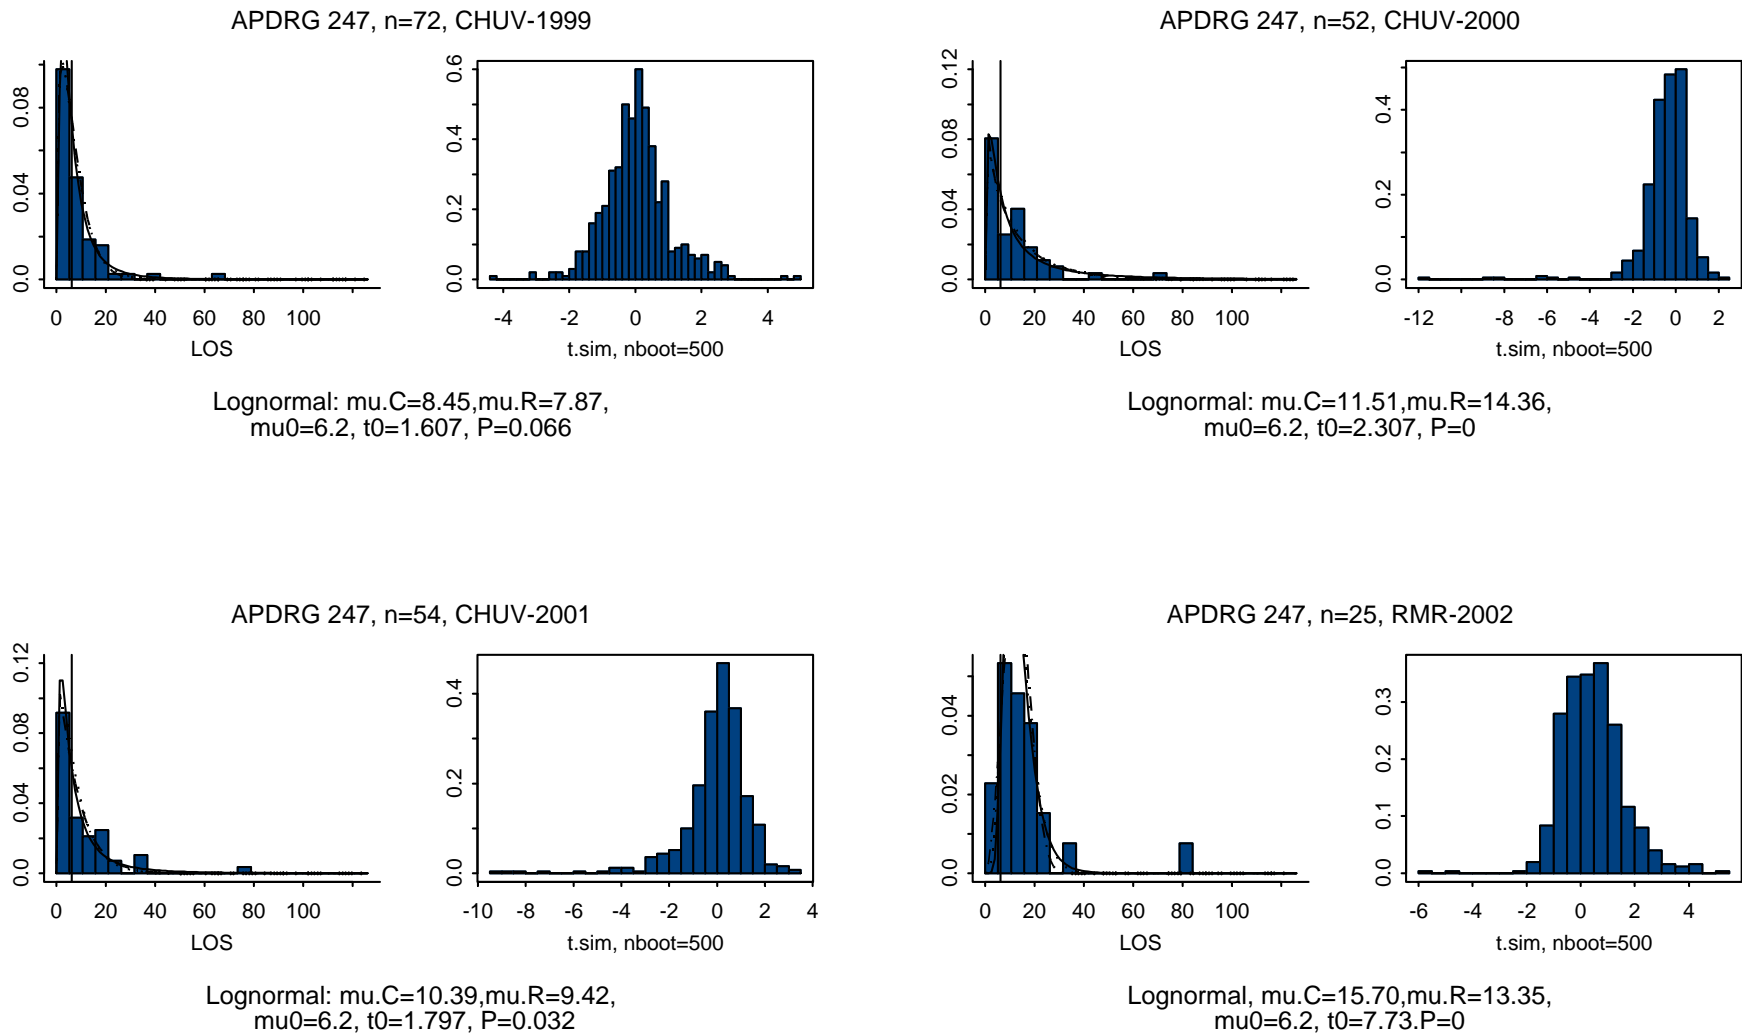 APDRG 247, n=72, CHUV-1999
0.0 0.04 0.08
0 20 40 60 80 100
LOS
0.0 0.2 0.4 0.6
-4 -2 0 2 4
t.sim, nboot=500
Lognormal: mu.C=8.45,mu.R=7.87,
mu0=6.2, t0=1.607, P=0.066
APDRG 247, n=52, CHUV-2000
0.0 0.04 0.08 0.12
0 20 40 60 80 100
LOS
0.0 0.2 0.4
-12 -8 -6 -4 -2 0 2
t.sim, nboot=500
Lognormal: mu.C=11.51,mu.R=14.36,
mu0=6.2, t0=2.307, P=0
APDRG 247, n=54, CHUV-2001
0.0 0.04 0.08 0.12
0 20 40 60 80 100
LOS
0.0 0.2 0.4
-10 -8 -6 -4 -2 0 2 4
t.sim, nboot=500
Lognormal: mu.C=10.39,mu.R=9.42,
mu0=6.2, t0=1.797, P=0.032
APDRG 247, n=25, RMR-2002
0.0 0.02 0.04
0 20 40 60 80 100
LOS
0.0 0.1 0.2 0.3
-6 -4 -2 0 2 4
t.sim, nboot=500
Lognormal, mu.C=15.70,mu.R=13.35,
mu0=6.2, t0=7.73.P=0